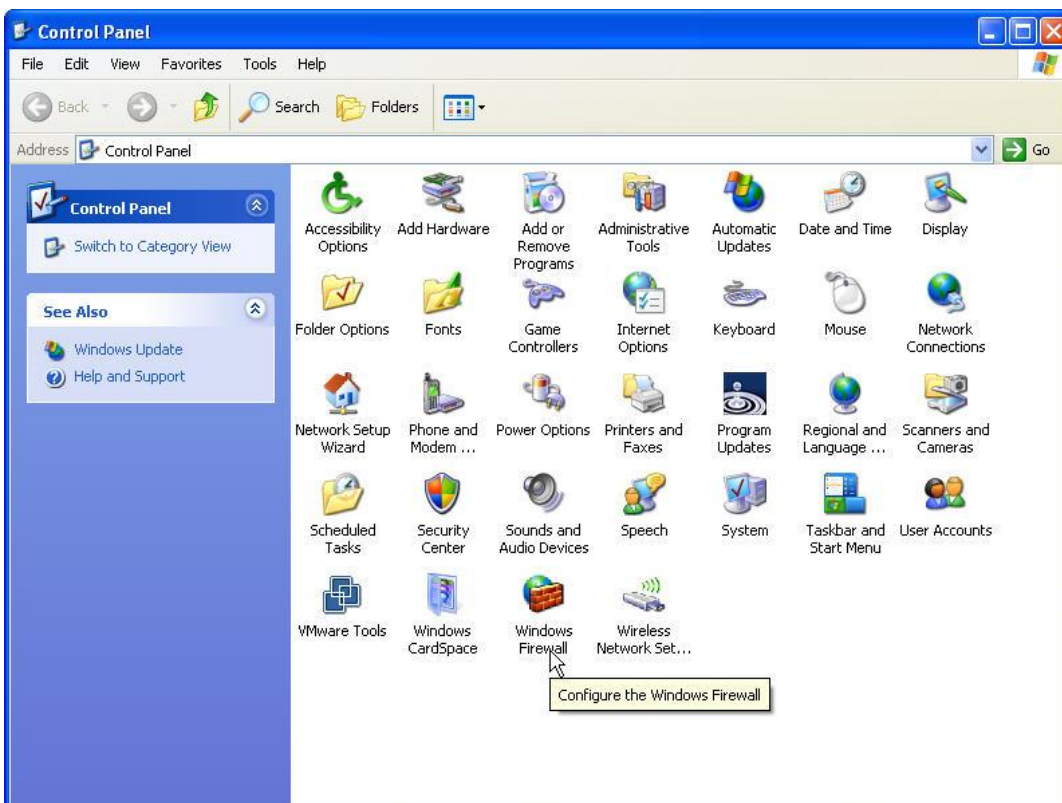 Control Panel
File Edit View Favorites Tools Help
Back Search Folders
Address Control Panel Go
Control Panel
Switch to Category View
See Also
Windows Update
Help and Support
Accessibility Options
Add Hardware
Add or Remove Programs
Administrative Tools
Automatic Updates
Date and Time
Display
Folder Options
Fonts
Game Controllers
Internet Options
Keyboard
Mouse
Network Connections
Network Setup Wizard
Phone and Modem ...
Power Options
Printers and Faxes
Program Updates
Regional and Language ...
Scanners and Cameras
Scheduled Tasks
Security Center
Sounds and Audio Devices
Speech
System
Taskbar and Start Menu
User Accounts
VMware Tools
Windows CardSpace
Windows Firewall
Wireless Network Set...
Configure the Windows Firewall